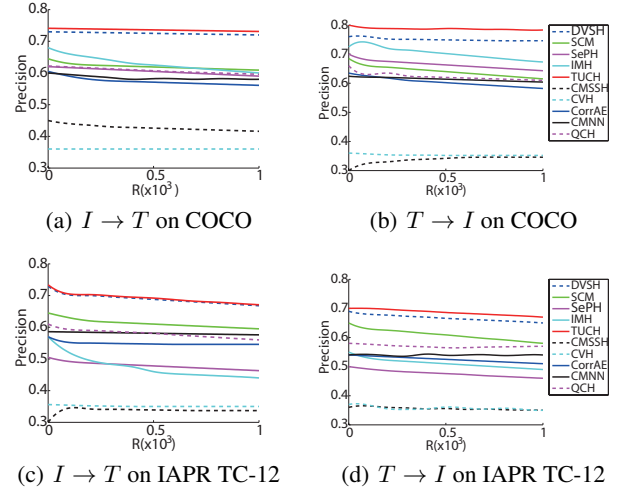 0.8
0.7
0.6
0.5
0.4
0.3
Precision
0 0.5 1
R(x10³)
(a) I → T on COCO
0.8
0.7
0.6
0.5
0.4
0.3
Precision
0 0.5 1
R(x10³)
DVSH
SCM
SePH
IMH
TUCH
CMSSH
CVH
CorrAE
CMNN
QCH
(b) T → I on COCO
0.8
0.7
0.6
0.5
0.4
0.3
Precision
0 0.5 1
R(x10³)
(c) I → T on IAPR TC-12
0.8
0.7
0.6
0.5
0.4
0.3
Precision
0 0.5 1
R(x10³)
DVSH
SCM
SePH
IMH
TUCH
CMSSH
CVH
CorrAE
CMNN
QCH
(d) T → I on IAPR TC-12